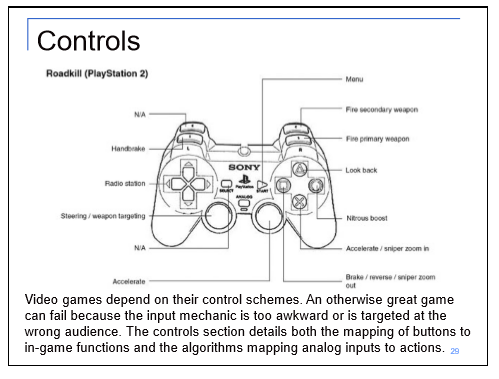 Controls
Roadkill (PlayStation 2)
Menu
N/A
Fire secondary weapon
Handbrake
Fire primary weapon
L
R
SONY
Look back
Radio station
PlayStation
SELECT
START
ANALOG
Steering / weapon targeting
Nitrous boost
N/A
Accelerate / sniper zoom in
Accelerate
Brake / reverse / sniper zoom
out
Video games depend on their control schemes. An otherwise great game
can fail because the input mechanic is too awkward or is targeted at the
wrong audience. The controls section details both the mapping of buttons to
in-game functions and the algorithms mapping analog inputs to actions.
29